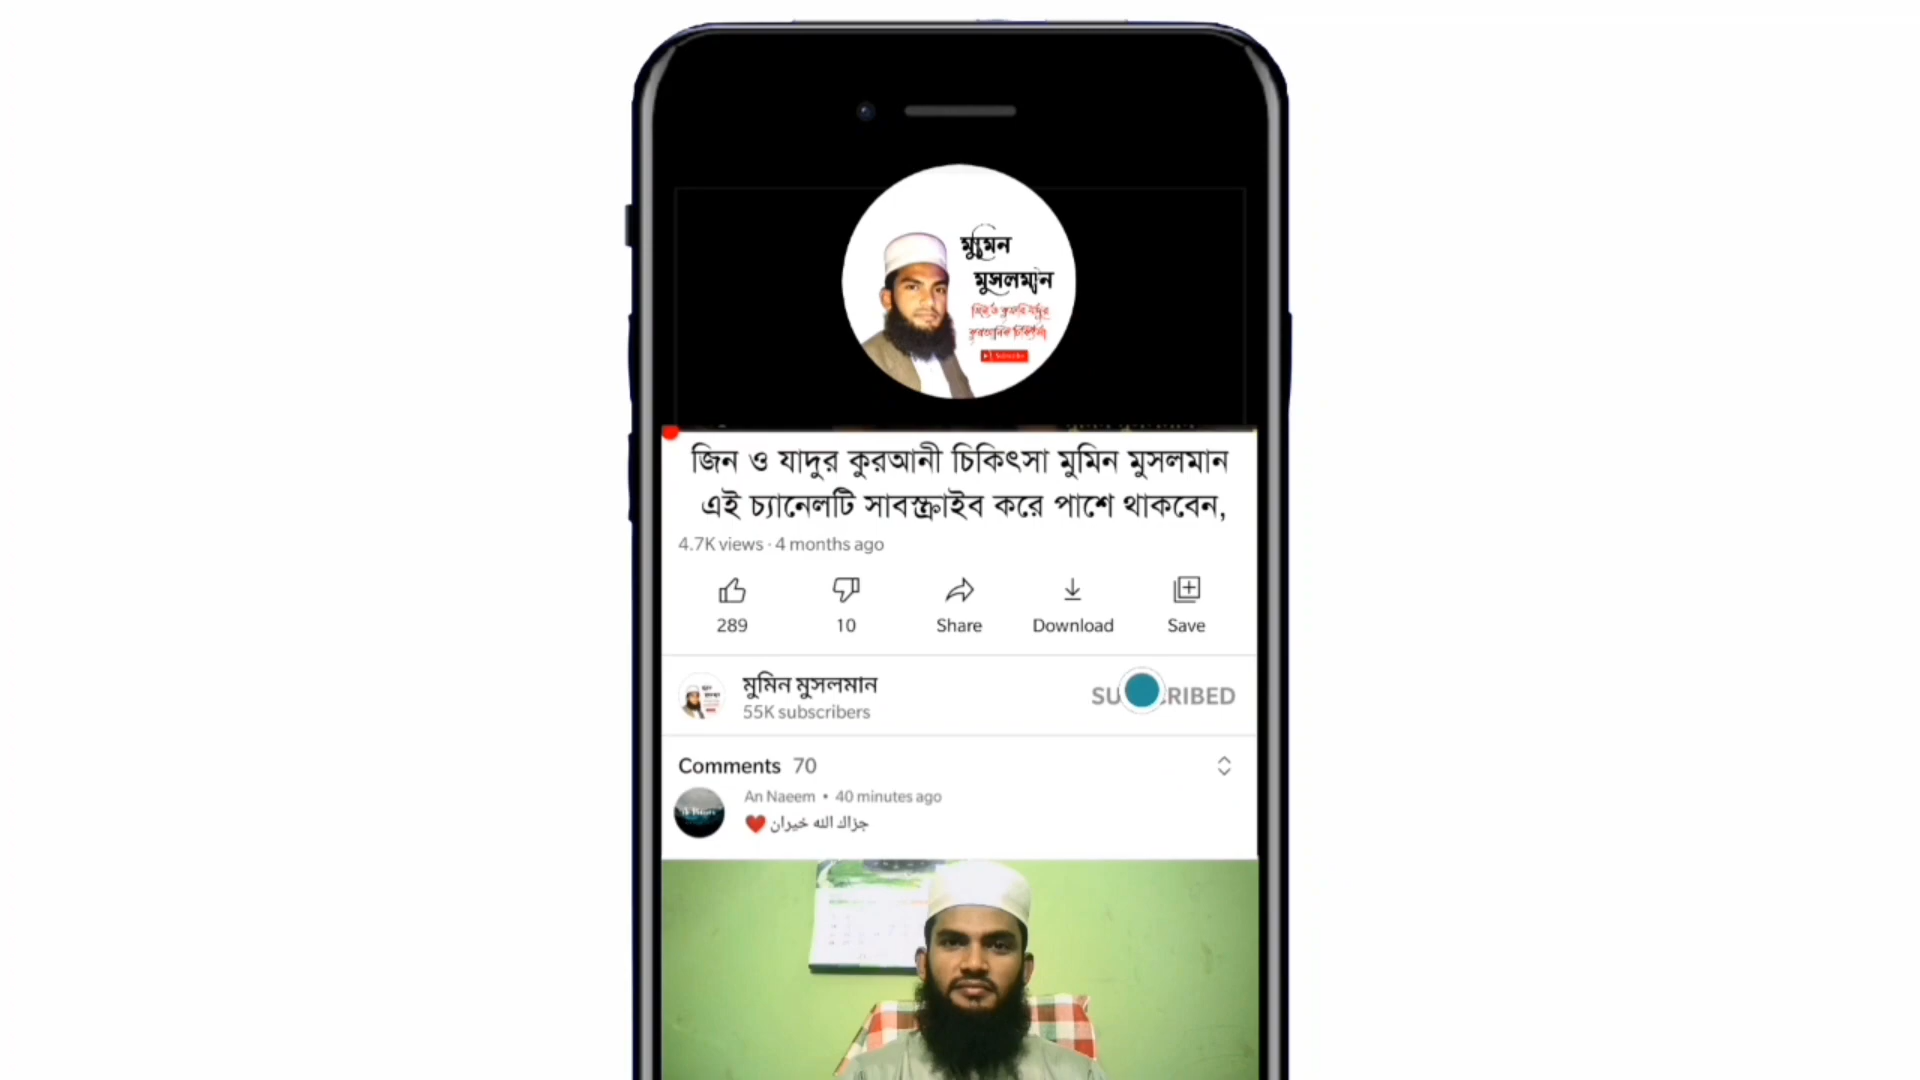 মুমিন
মুসলমান
Subscribe
জিন ও যাদুর কুরআনী চিকিৎসা মুমিন মুসলমান
এই চ্যানেলটি সাবস্ক্রাইব করে পাশে থাকবেন,
4.7K views · 4 months ago
289
10
Share
Download
Save
মুমিন মুসলমান
55K subscribers
Comments 70
An Naeem • 40 minutes ago
جزاك الله خيران ❤️